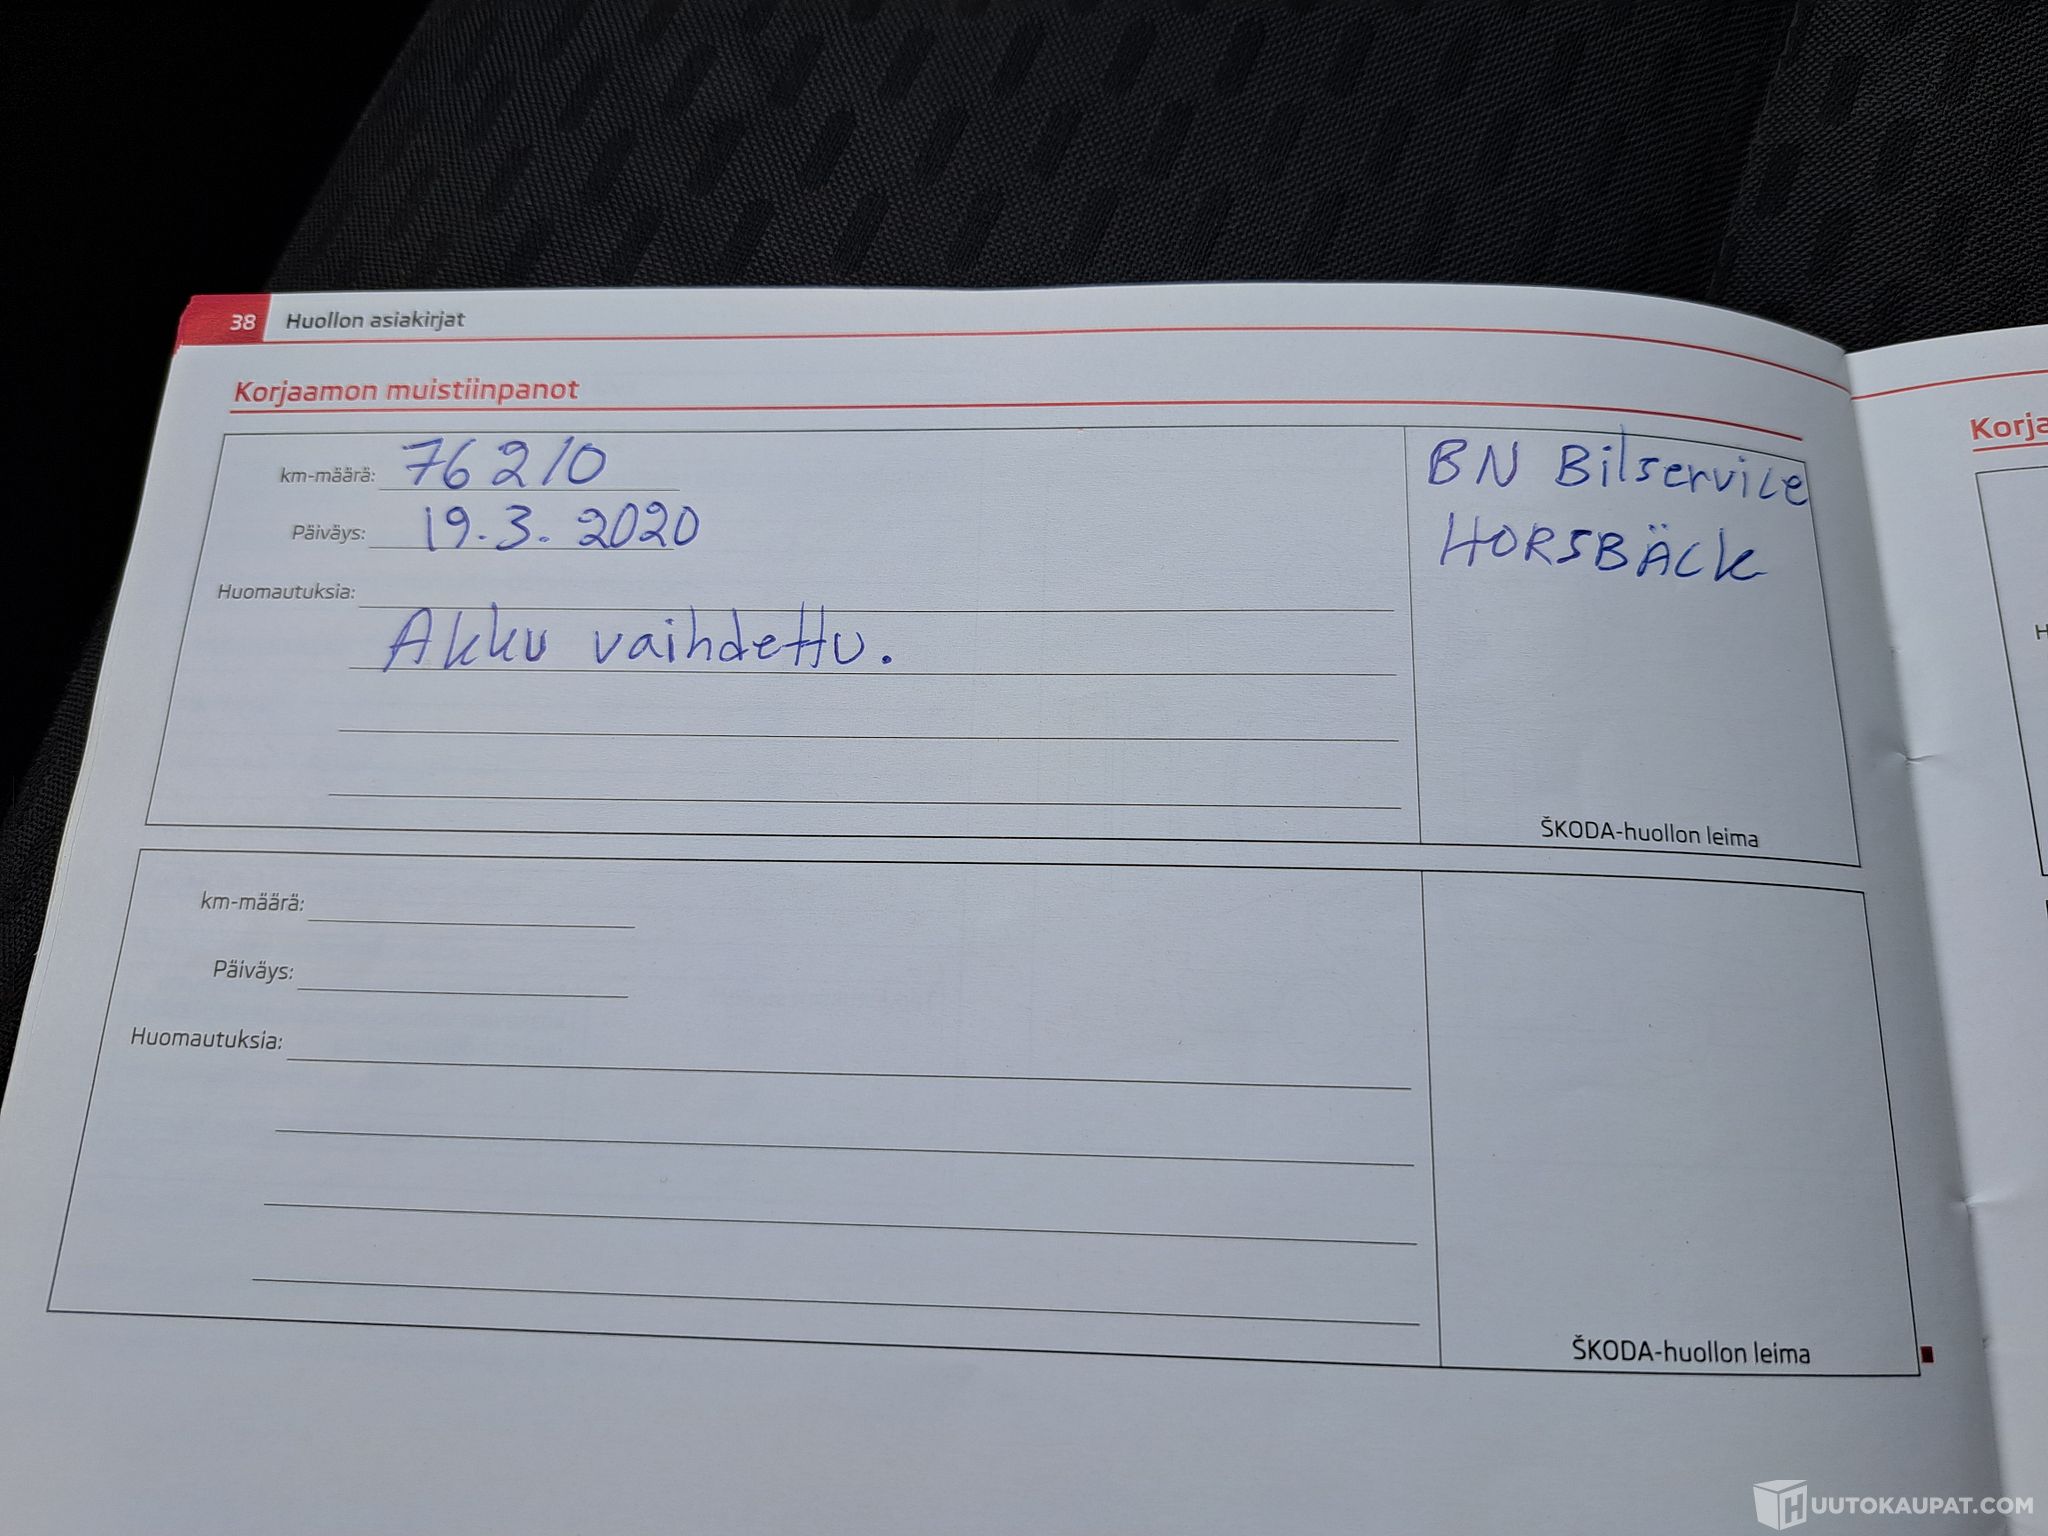 38 Huollon asiakirjat
Korjaamon muistiinpanot
km-määrä: 76210
Päiväys: 19.3.2020
Huomautuksia:
Akku vaihdettu.
BN Bilservice
HORSBÄCK
ŠKODA-huollon leima
km-määrä:
Päiväys:
Huomautuksia:
ŠKODA-huollon leima
Korja
H
HUUTOKAUPAT.COM